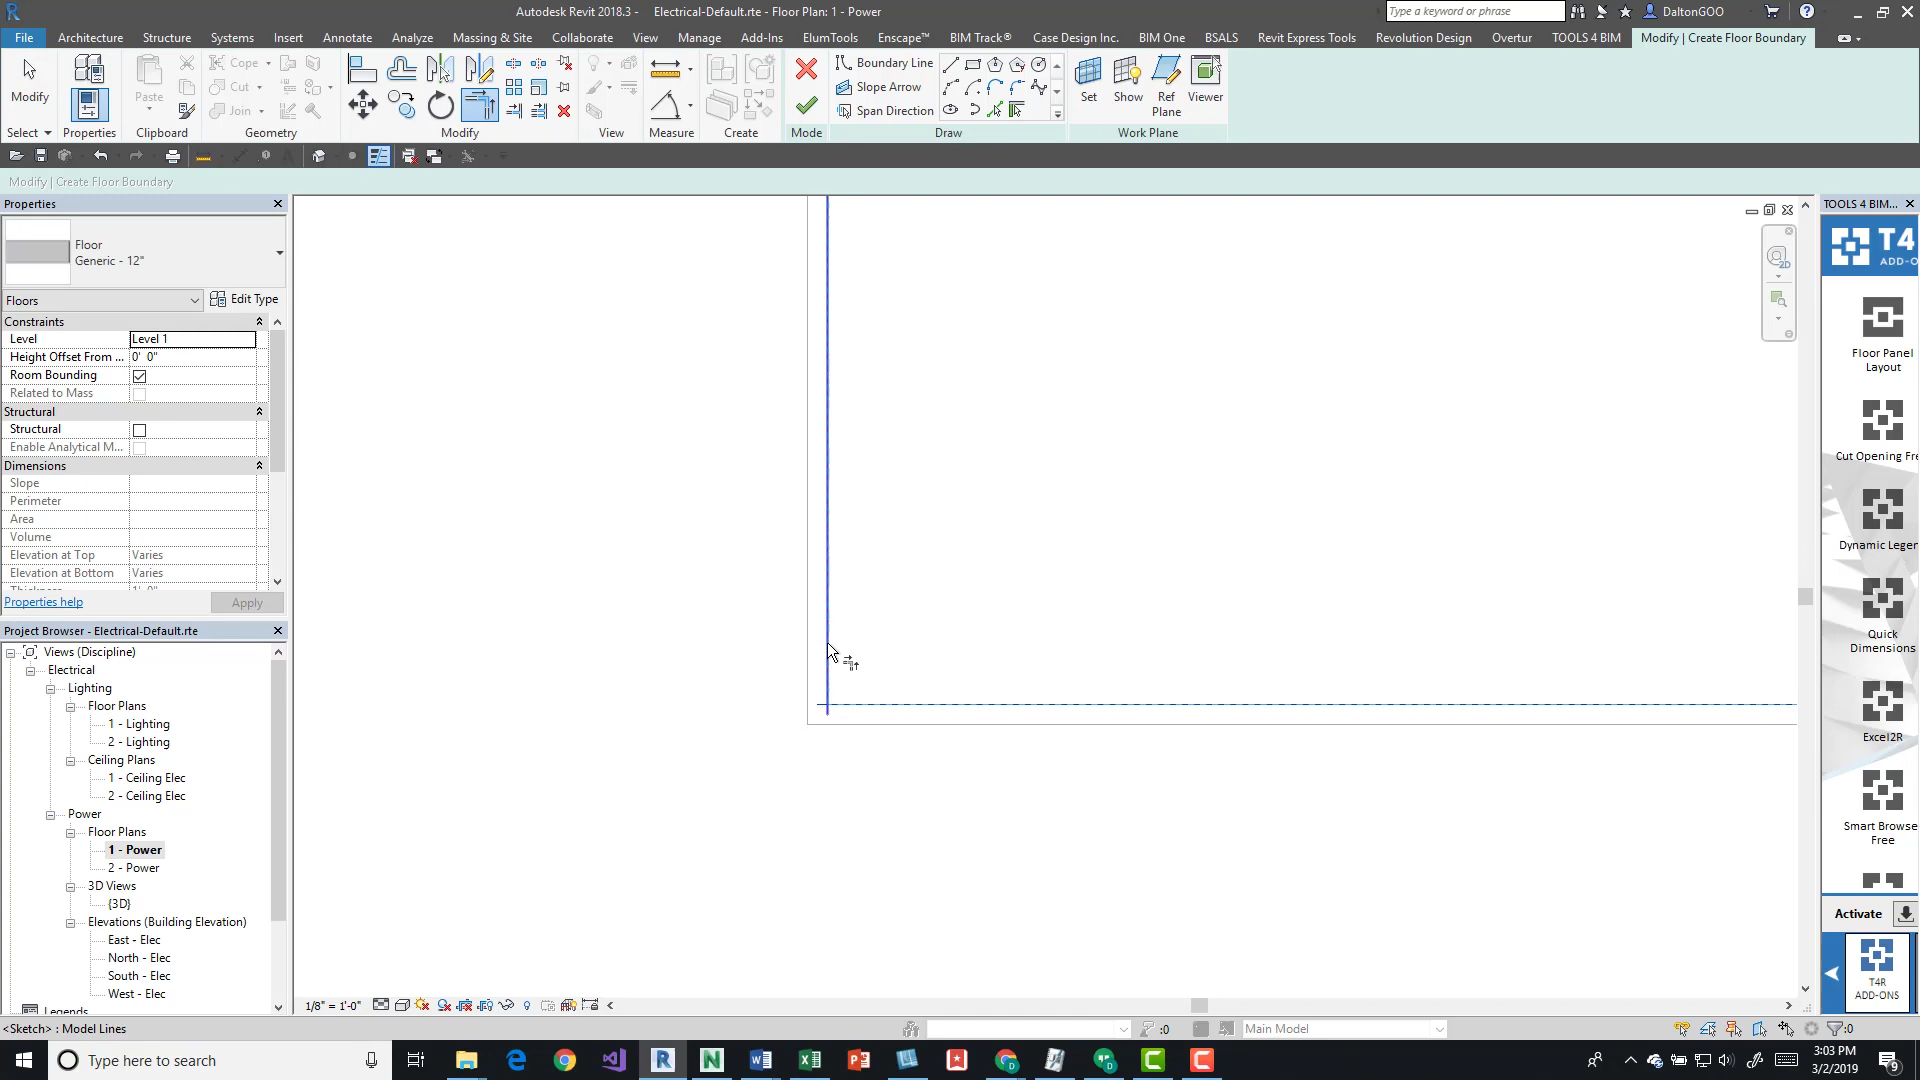 Autodesk Revit 2018.3 - Electrical-Default.rte - Floor Plan: 1 - Power
Type a keyword or phrase
DaltonGOO
File Architecture Structure Systems Insert Annotate Analyze Massing & Site Collaborate View Manage Add-Ins ElumTools Enscape™ BIM Track® Case Design Inc. BIM One BSALS Revit Express Tools Revolution Design Overtur TOOLS 4 BIM Modify | Create Floor Boundary
Modify
Paste
Cope
Cut
Join
Boundary Line
Slope Arrow
Span Direction
Set
Show
Ref
Plane
Viewer
Select Properties Clipboard Geometry Modify View Measure Create Mode Draw Work Plane
Modify | Create Floor Boundary
Properties
Floor
Generic - 12"
Floors
Edit Type
Constraints
Level Level 1
Height Offset From ... 0' 0"
Room Bounding
Related to Mass
Structural
Structural
Enable Analytical M...
Dimensions
Slope
Perimeter
Area
Volume
Elevation at Top Varies
Elevation at Bottom Varies
Thickness 1' 0"
Properties help
Apply
Project Browser - Electrical-Default.rte
Views (Discipline)
Electrical
Lighting
Floor Plans
1 - Lighting
2 - Lighting
Ceiling Plans
1 - Ceiling Elec
2 - Ceiling Elec
Power
Floor Plans
1 - Power
2 - Power
3D Views
{3D}
Elevations (Building Elevation)
East - Elec
North - Elec
South - Elec
West - Elec
Legends
2D
TOOLS 4 BIM...
T4
ADD-O
Floor Panel
Layout
Cut Opening Fre
Dynamic Legen
Quick
Dimensions
Excel2R
Smart Browse
Free
Activate
T4R
ADD-ONS
1/8" = 1'-0"
<Sketch> : Model Lines
:0
Main Model
:0
Type here to search
3:03 PM
3/2/2019
9